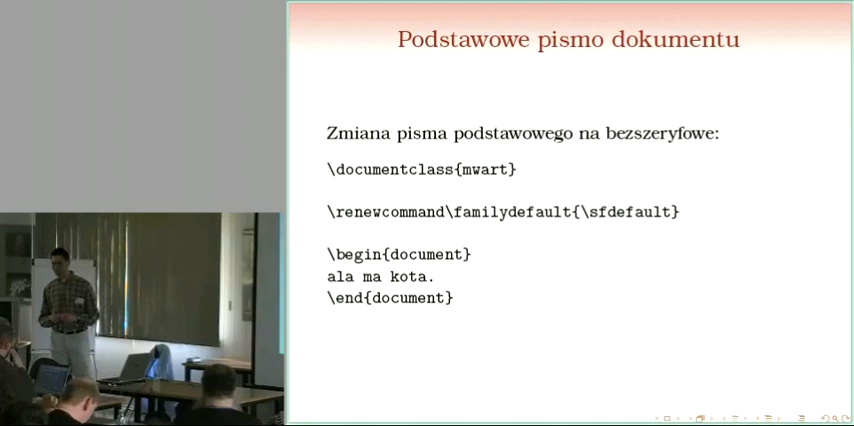 Podstawowe pismo dokumentu
Zmiana pisma podstawowego na bezszeryfowe:
\documentclass{mwart}
\renewcommand\familydefault{\sfdefault}
\begin{document}
ala ma kota.
\end{document}